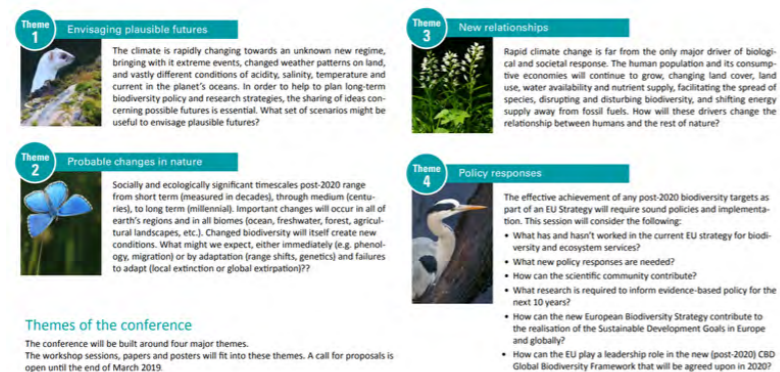 Theme
1
Envisaging plausible futures
The climate is rapidly changing towards an unknown new regime,
bringing with it extreme events, changed weather patterns on land,
and vastly different conditions of acidity, salinity, temperature and
current in the planet's oceans. In order to help to plan long-term
biodiversity policy and research strategies, the sharing of ideas con-
cerning possible futures is essential. What set of scenarios might be
useful to envisage plausible futures?
Theme
2
Probable changes in nature
Socially and ecologically significant timescales post-2020 range
from short term (measured in decades), through medium (centu-
ries), to long term (millennial). Important changes will occur in all of
earth's regions and in all biomes (ocean, freshwater, forest, agricul-
tural landscapes, etc.). Changed biodiversity will itself create new
conditions. What might we expect, either immediately (e.g. phenol-
ogy, migration) or by adaptation (range shifts, genetics) and failures
to adapt (local extinction or global extirpation)??
Themes of the conference
The conference will be built around four major themes.
The workshop sessions, papers and posters will fit into these themes. A call for proposals is
open until the end of March 2019.
Theme
3
New relationships
Rapid climate change is far from the only major driver of biologi-
cal and societal response. The human population and its consump-
tive economies will continue to grow, changing land cover, land
use, water availability and nutrient supply, facilitating the spread of
species, disrupting and disturbing biodiversity, and shifting energy
supply away from fossil fuels. How will these drivers change the
relationship between humans and the rest of nature?
Theme
4
Policy responses
The effective achievement of any post-2020 biodiversity targets as
part of an EU Strategy will require sound policies and implementa-
tion. This session will consider the following:
• What has and hasn't worked in the current EU strategy for biodi-
versity and ecosystem services?
• What new policy responses are needed?
• How can the scientific community contribute?
• What research is required to inform evidence-based policy for the
next 10 years?
• How can the new European Biodiversity Strategy contribute to
the realisation of the Sustainable Development Goals in Europe
and globally?
• How can the EU play a leadership role in the new (post-2020) CBD
Global Biodiversity Framework that will be agreed upon in 2020?